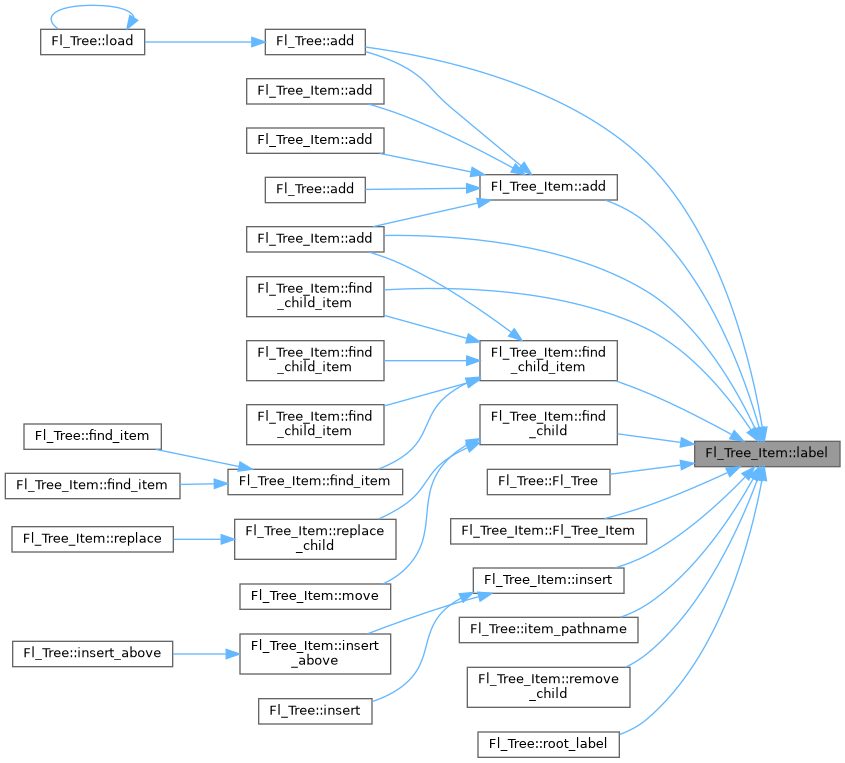 Fl_Tree::load
Fl_Tree::add
Fl_Tree_Item::add
Fl_Tree_Item::add
Fl_Tree::add
Fl_Tree_Item::add
Fl_Tree_Item::add
Fl_Tree_Item::find
_child_item
Fl_Tree_Item::find
_child_item
Fl_Tree_Item::find
_child_item
Fl_Tree_Item::find
_child_item
Fl_Tree_Item::find
_child
Fl_Tree::find_item
Fl_Tree_Item::find_item
Fl_Tree_Item::find_item
Fl_Tree::Fl_Tree
Fl_Tree_Item::label
Fl_Tree_Item::replace
Fl_Tree_Item::replace
_child
Fl_Tree_Item::Fl_Tree_Item
Fl_Tree_Item::move
Fl_Tree_Item::insert
Fl_Tree::item_pathname
Fl_Tree::insert_above
Fl_Tree_Item::insert
_above
Fl_Tree_Item::remove
_child
Fl_Tree::insert
Fl_Tree::root_label